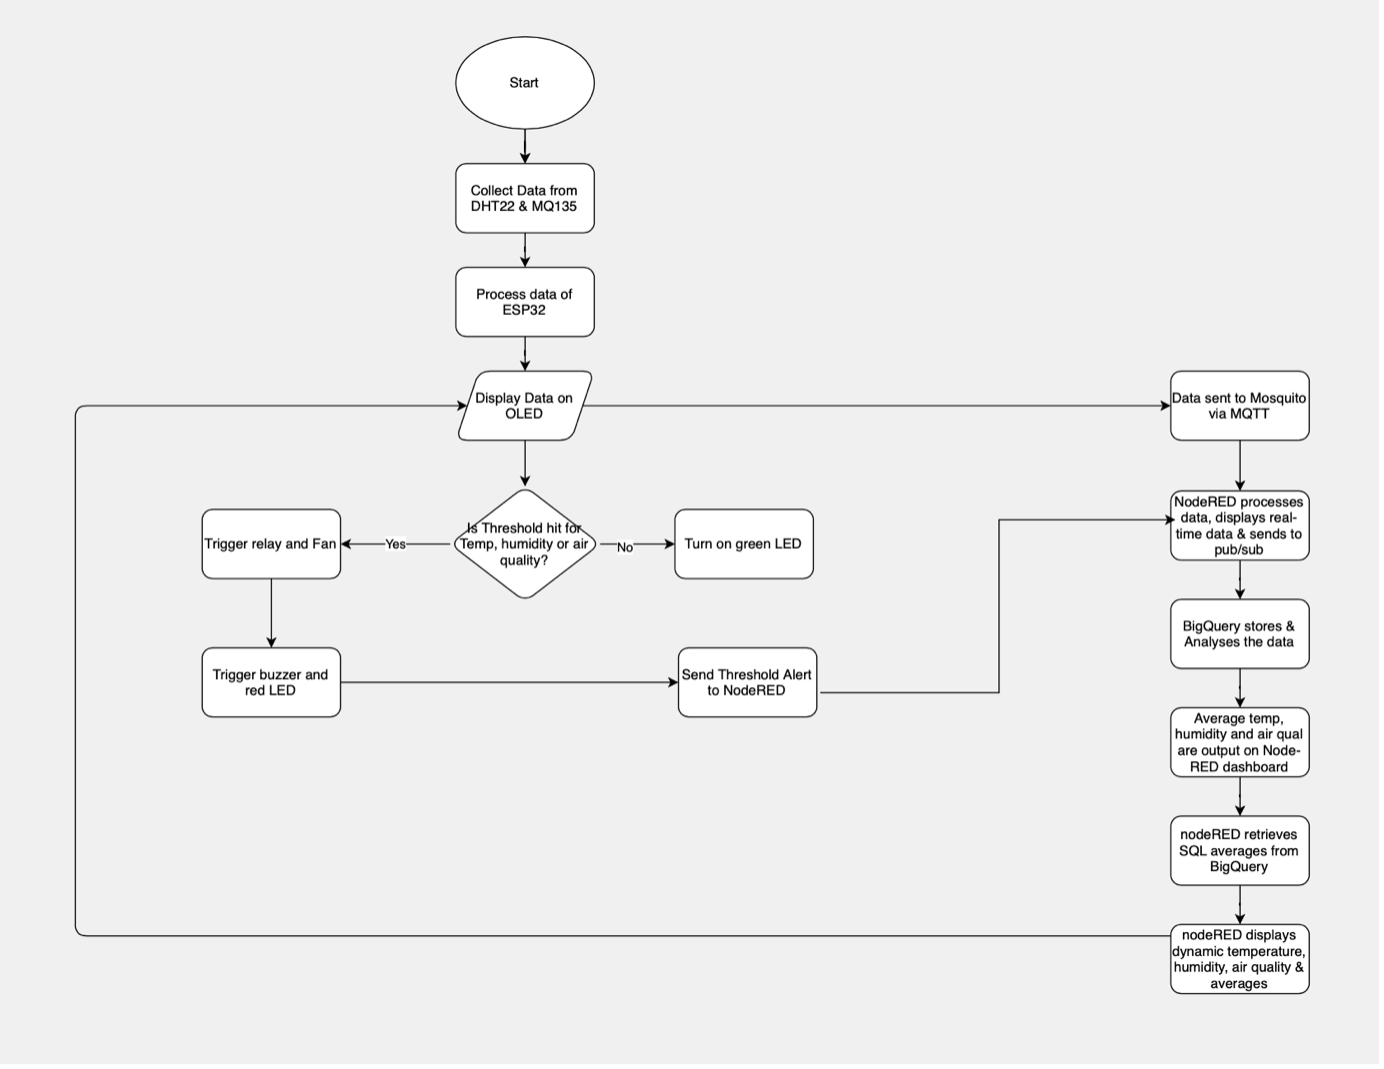 Start
Collect Data from
DHT22 & MQ135
Process data of
ESP32
Display Data on
OLED
Data sent to Mosquito
via MQTT
Is Threshold hit for
Temp, humidity or air
quality?
Yes
No
Trigger relay and Fan
Turn on green LED
NodeRED processes
data, displays real-
time data & sends to
pub/sub
BigQuery stores &
Analyses the data
Trigger buzzer and
red LED
Send Threshold Alert
to NodeRED
Average temp,
humidity and air qual
are output on Node-
RED dashboard
nodeRED retrieves
SQL averages from
BigQuery
nodeRED displays
dynamic temperature,
humidity, air quality &
averages